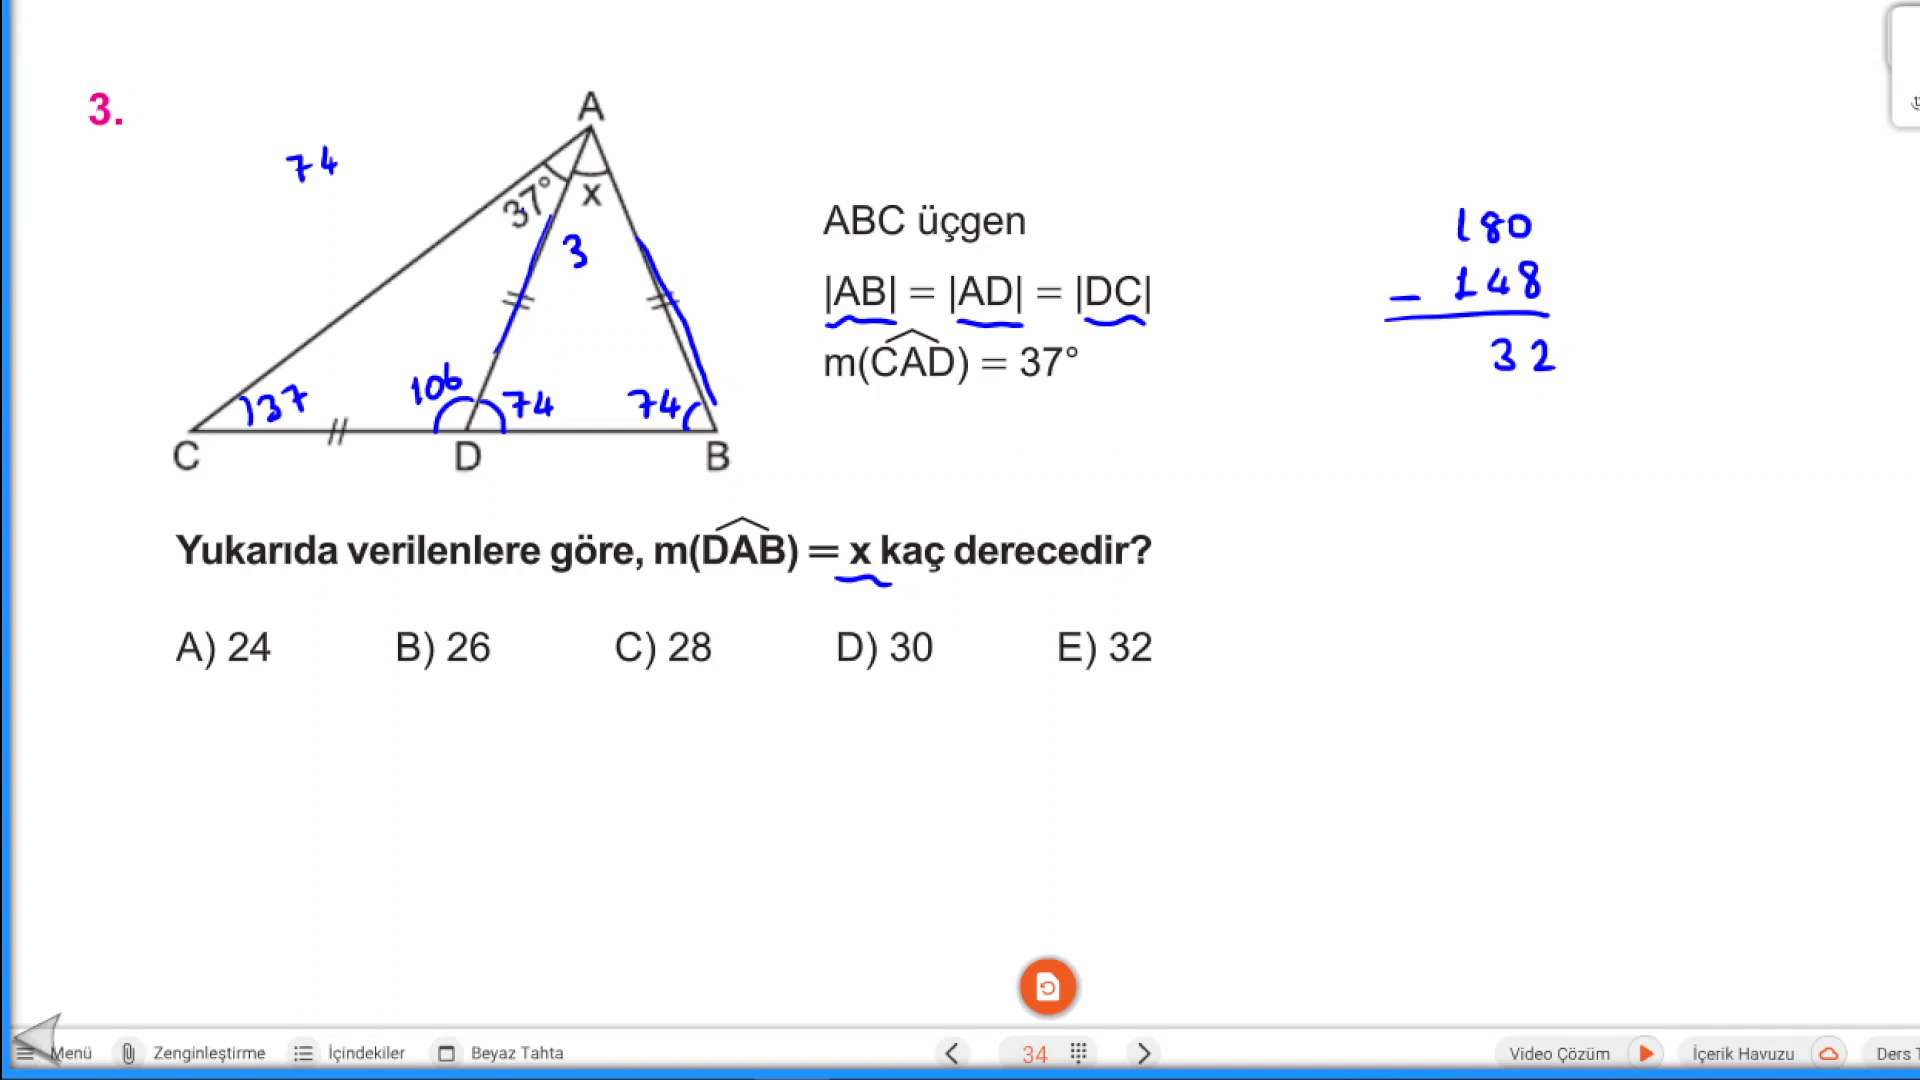 3.
A
74
37°
x
3
ABC üçgen
|AB| = |AD| = |DC|
m(CAD) = 37°
180
- 148
32
37
106
74
74
C
D
B
Yukarıda verilenlere göre, m(DAB) = x kaç derecedir?
A) 24 B) 26 C) 28 D) 30 E) 32
Menü Zenginleştirme İçindekiler Beyaz Tahta 34 Video Çözüm İçerik Havuzu Ders